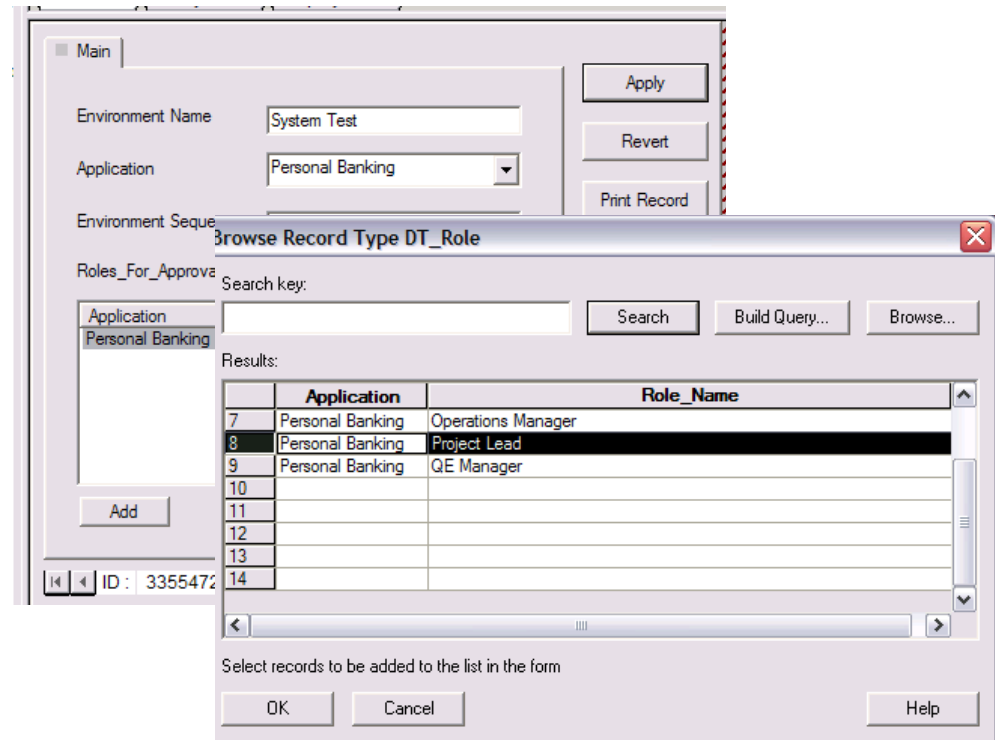 Main
Apply
Environment Name
System Test
Revert
Application
Personal Banking
Print Record
Environment Seque
Browse Record Type DT_Role
Roles_For_Approva
Search key:
Application
Search
Build Query...
Browse...
Personal Banking
Results:
Application Role_Name
7 Personal Banking Operations Manager
8 Personal Banking Project Lead
9 Personal Banking QE Manager
10
11
12
13
14
Add
ID : 3355472
Select records to be added to the list in the form
OK
Cancel
Help